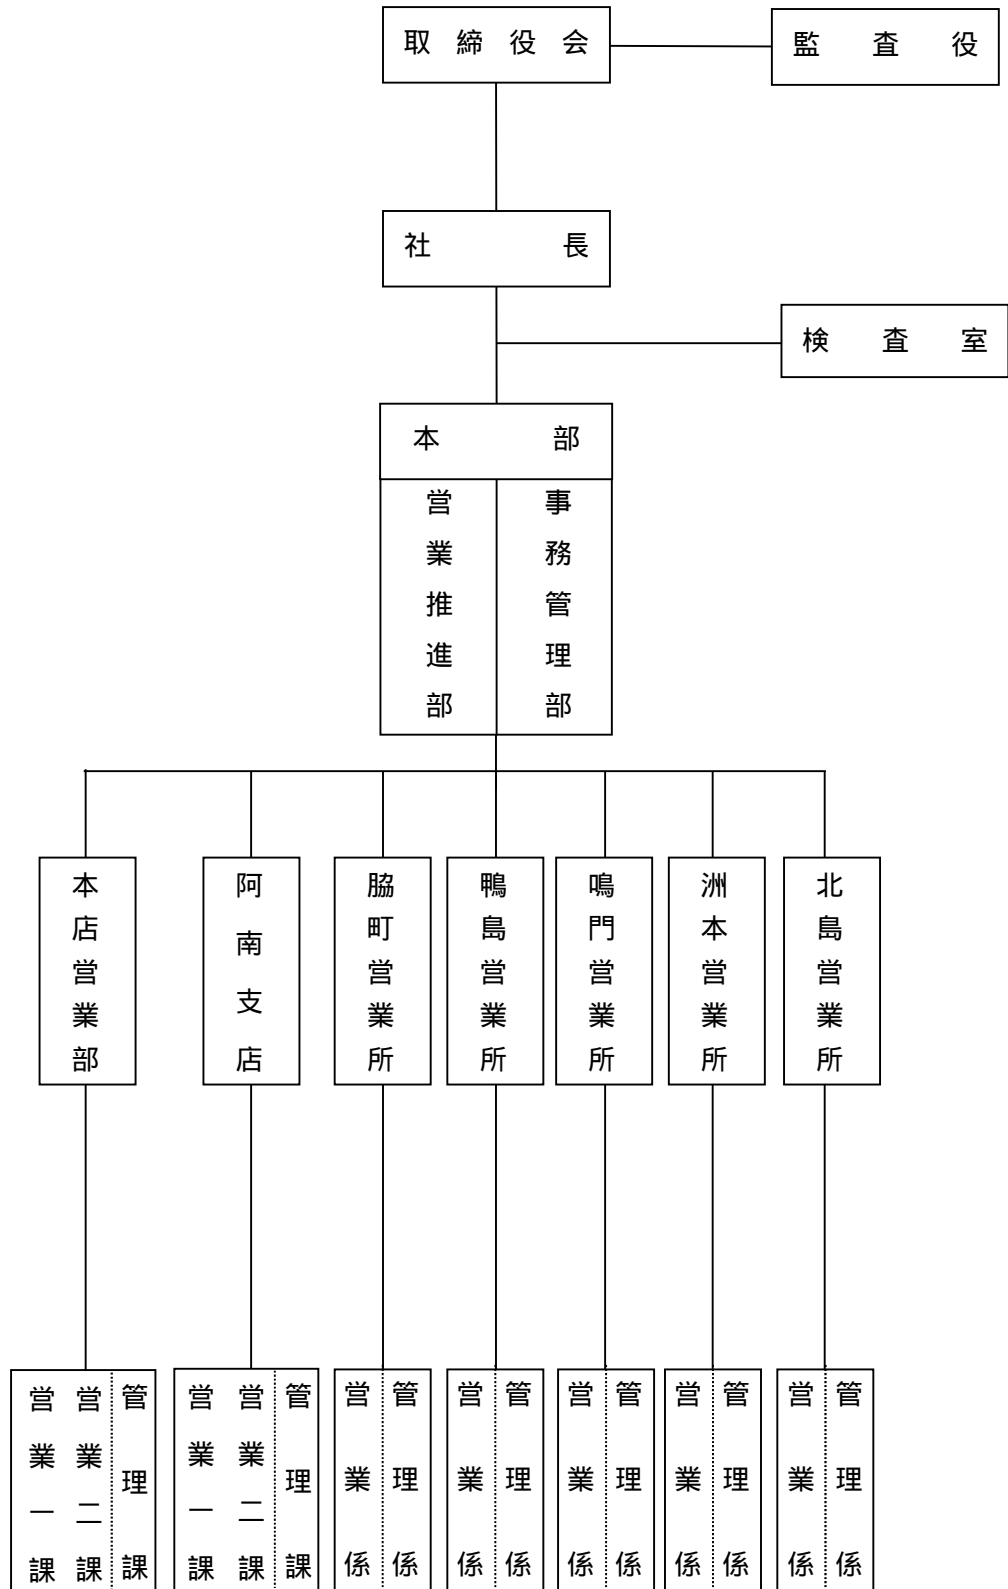 取締役会
監査役
社長
検査室
本部
営業推進部
事務管理部
本店営業部
阿南支店
脇町営業所
鴨島営業所
鳴門営業所
洲本営業所
北島営業所
営業一課
営業二課
管理課
営業一課
営業二課
管理課
営業係
管理係
営業係
管理係
営業係
管理係
営業係
管理係
営業係
管理係